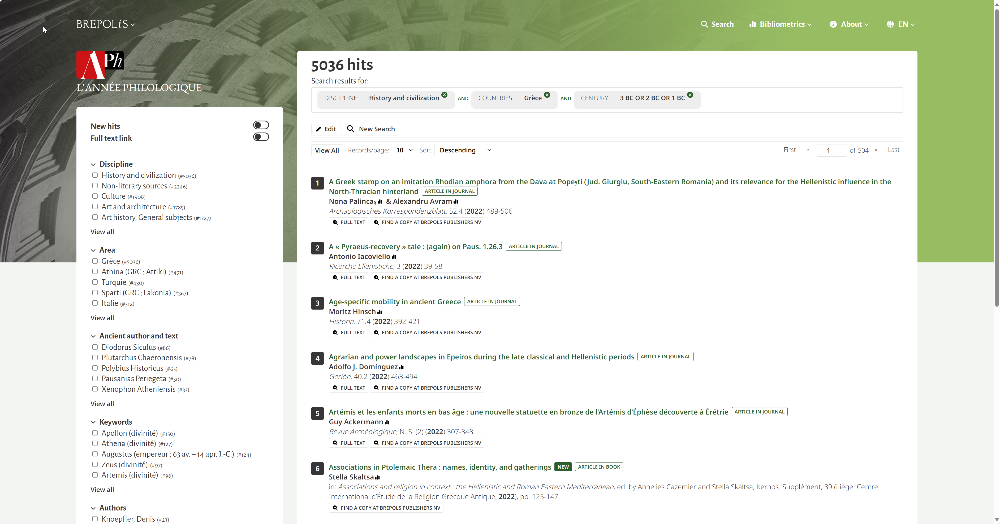 BREPOLiS
Search
Bibliometrics
About
EN
APh
L'ANNÉE PHILOLOGIQUE
New hits
Full text link
Discipline
History and civilization (#5036)
Non-literary sources (#2246)
Culture (#1908)
Art and architecture (#1785)
Art history, General subjects (#1727)
View all
Area
Grèce (#5036)
Athina (GRC ; Attiki) (#491)
Turquie (#430)
Sparti (GRC ; Lakonia) (#367)
Italie (#312)
View all
Ancient author and text
Diodorus Siculus (#86)
Plutarchus Chaeronensis (#78)
Polybius Historicus (#65)
Pausanias Periegeta (#50)
Xenophon Atheniensis (#33)
View all
Keywords
Apollon (divinité) (#150)
Athena (divinité) (#127)
Augustus (empereur ; 63 av. – 14 apr. J.-C.) (#124)
Zeus (divinité) (#97)
Artemis (divinité) (#96)
View all
Authors
Knoepfler, Denis (#23)
5036 hits
Search results for:
DISCIPLINE: History and civilization AND COUNTRIES: Grèce AND CENTURY: 3 BC OR 2 BC OR 1 BC
Edit New Search
View All Records/page: 10 Sort: Descending First « 1 of 504 » Last
1 A Greek stamp on an imitation Rhodian amphora from the Dava at Popeşti (Jud. Giurgiu, South-Eastern Romania) and its relevance for the Hellenistic influence in the
North-Thracian hinterland ARTICLE IN JOURNAL
Nona Palincaş & Alexandru Avram
Archäologisches Korrespondenzblatt, 52.4 (2022) 489-506
FULL TEXT FIND A COPY AT BREPOLS PUBLISHERS NV
2 A « Pyraeus-recovery » tale : (again) on Paus. 1.26.3 ARTICLE IN JOURNAL
Antonio Iacoviello
Ricerche Ellenistiche, 3 (2022) 39-58
FULL TEXT FIND A COPY AT BREPOLS PUBLISHERS NV
3 Age-specific mobility in ancient Greece ARTICLE IN JOURNAL
Moritz Hinsch
Historia, 71.4 (2022) 392-421
FULL TEXT FIND A COPY AT BREPOLS PUBLISHERS NV
4 Agrarian and power landscapes in Epeiros during the late classical and Hellenistic periods ARTICLE IN JOURNAL
Adolfo J. Domínguez
Gerión, 40.2 (2022) 463-494
FULL TEXT FIND A COPY AT BREPOLS PUBLISHERS NV
5 Artémis et les enfants morts en bas âge : une nouvelle statuette en bronze de l’Artémis d’Éphèse découverte à Érétrie ARTICLE IN JOURNAL
Guy Ackermann
Revue Archéologique, N. S. (2) (2022) 307-348
FULL TEXT FIND A COPY AT BREPOLS PUBLISHERS NV
6 Associations in Ptolemaic Thera : names, identity, and gatherings NEW ARTICLE IN BOOK
Stella Skaltsa
in: Associations and religion in context : the Hellenistic and Roman Eastern Mediterranean, ed. by Annelies Cazemier and Stella Skaltsa, Kernos. Supplément, 39 (Liège: Centre
International d’Étude de la Religion Grecque Antique, 2022), pp. 125-147.
FIND A COPY AT BREPOLS PUBLISHERS NV